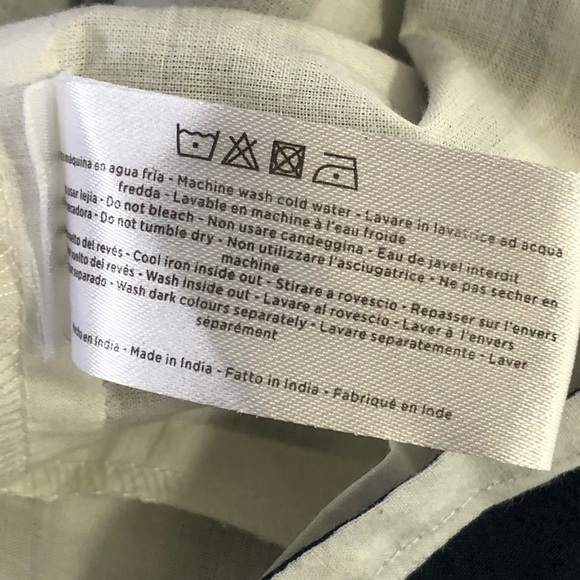 máquina en agua fría - Machine wash cold water - Lavare in lavatrice ad acqua
fredda - Lavable en machine à l'eau froide
usar lejía - Do not bleach - Non usare candeggina - Eau de javel interdit
- Do not tumble dry - Non utilizzare l'asciugatrice - Ne pas sécher en
machine
del revés - Cool iron inside out - Stirare a rovescio - Repasser sur l'envers
vuelto del revés - Wash inside out - Lavare al rovescio - Laver à l'envers
separado - Wash dark colours separately - Lavare separatemente - Laver
séparément
en India - Made in India - Fatto in India - Fabriqué en Inde